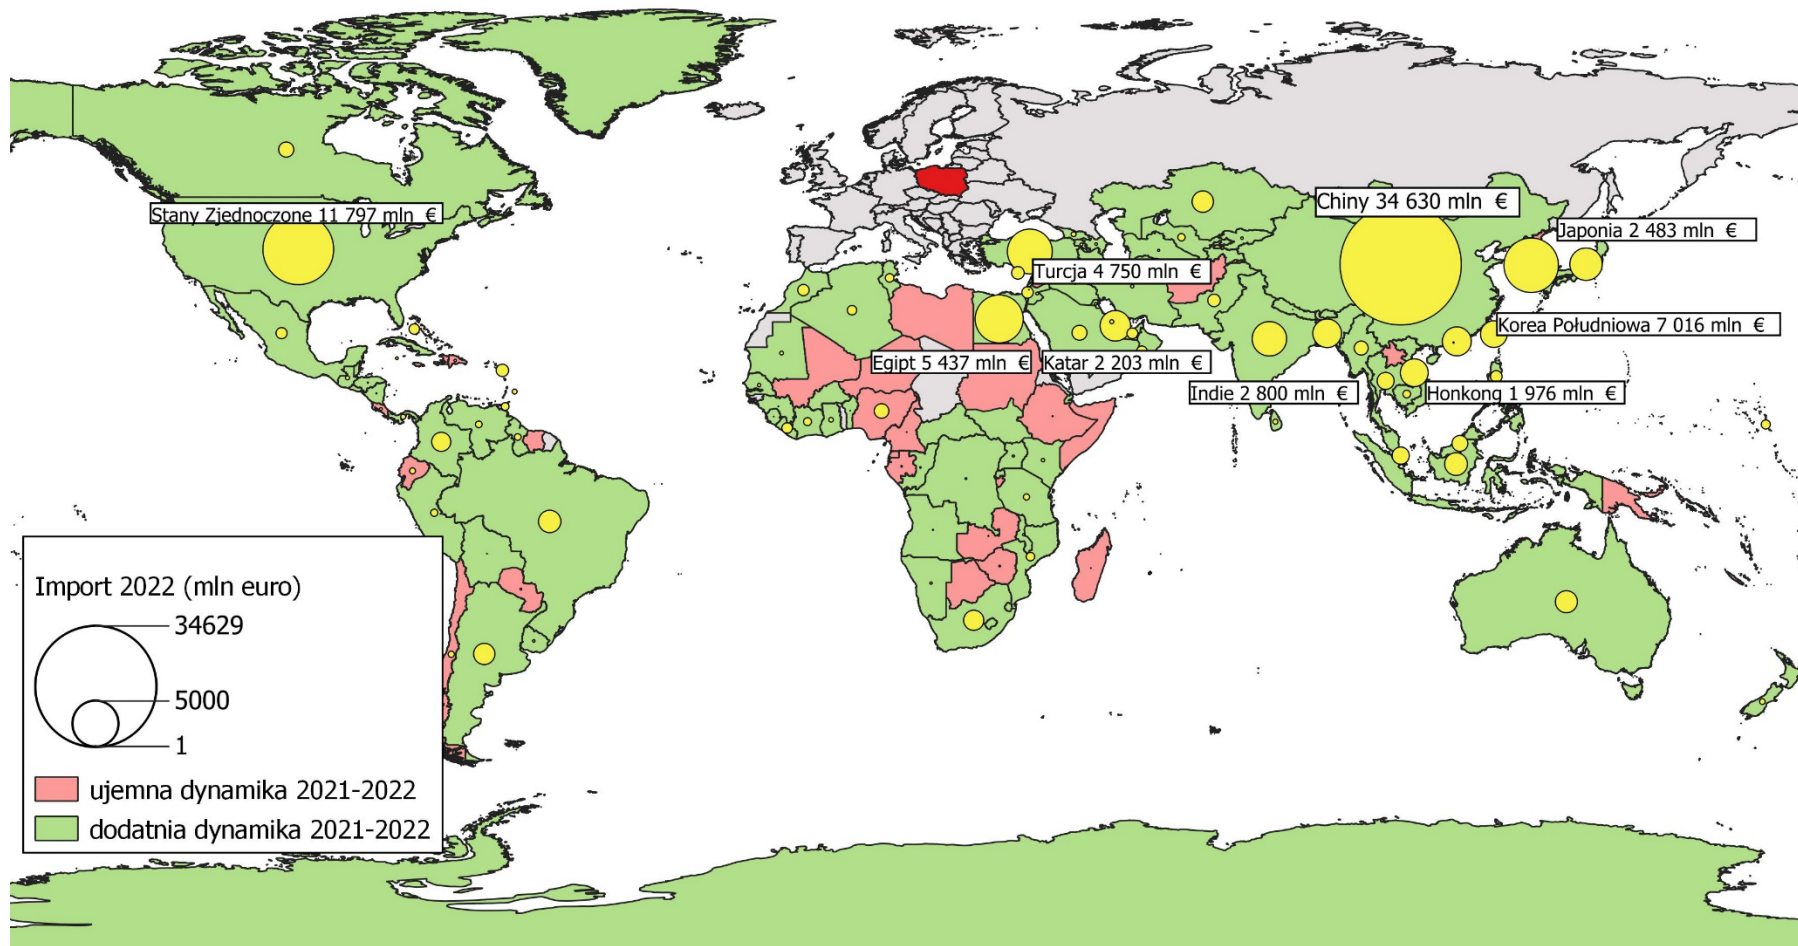 Stany Zjednoczone 11 797 mln €
Chiny 34 630 mln €
Japonia 2 483 mln €
Turcja 4 750 mln €
Korea Południowa 7 016 mln €
Egipt 5 437 mln €
Katar 2 203 mln €
Indie 2 800 mln €
Honkong 1 976 mln €
Import 2022 (mln euro)
34629
5000
1
ujemna dynamika 2021-2022
dodatnia dynamika 2021-2022